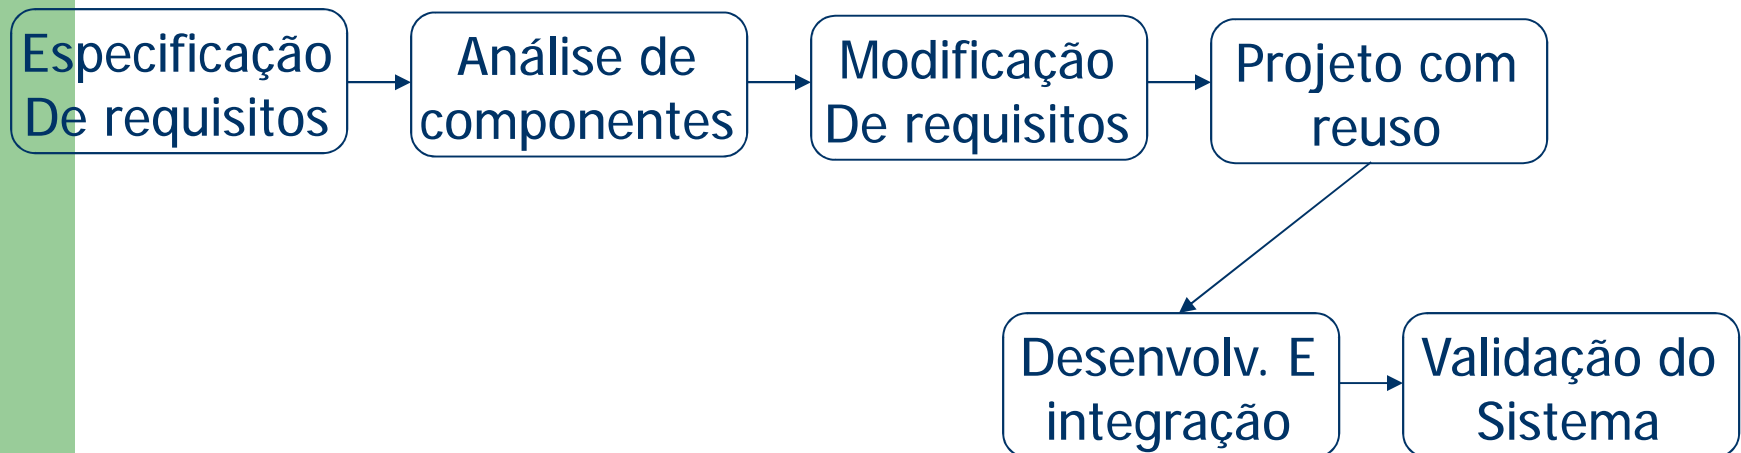 Especificação
De requisitos
Análise de
componentes
Modificação
De requisitos
Projeto com
reuso
Desenvolv. E
integração
Validação do
Sistema